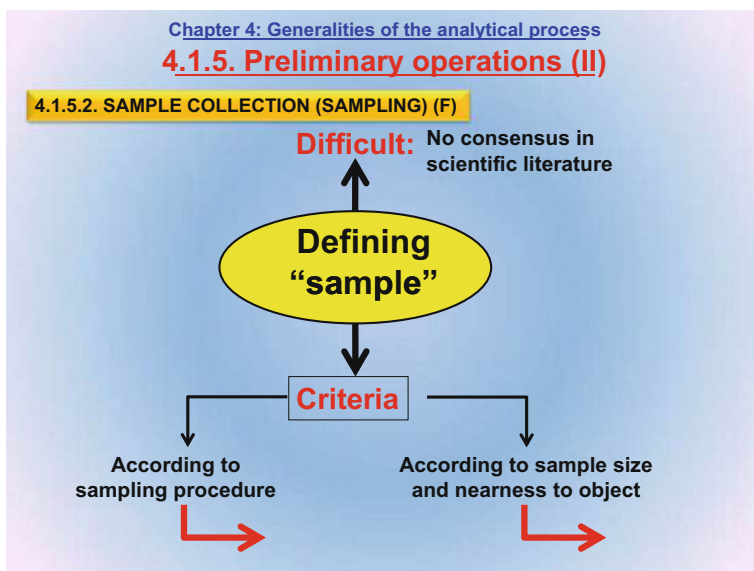 Chapter 4: Generalities of the analytical process
4.1.5. Preliminary operations (II)
4.1.5.2. SAMPLE COLLECTION (SAMPLING) (F)
Difficult: No consensus in
scientific literature
Defining
“sample”
Criteria
According to
sampling procedure
According to sample size
and nearness to object